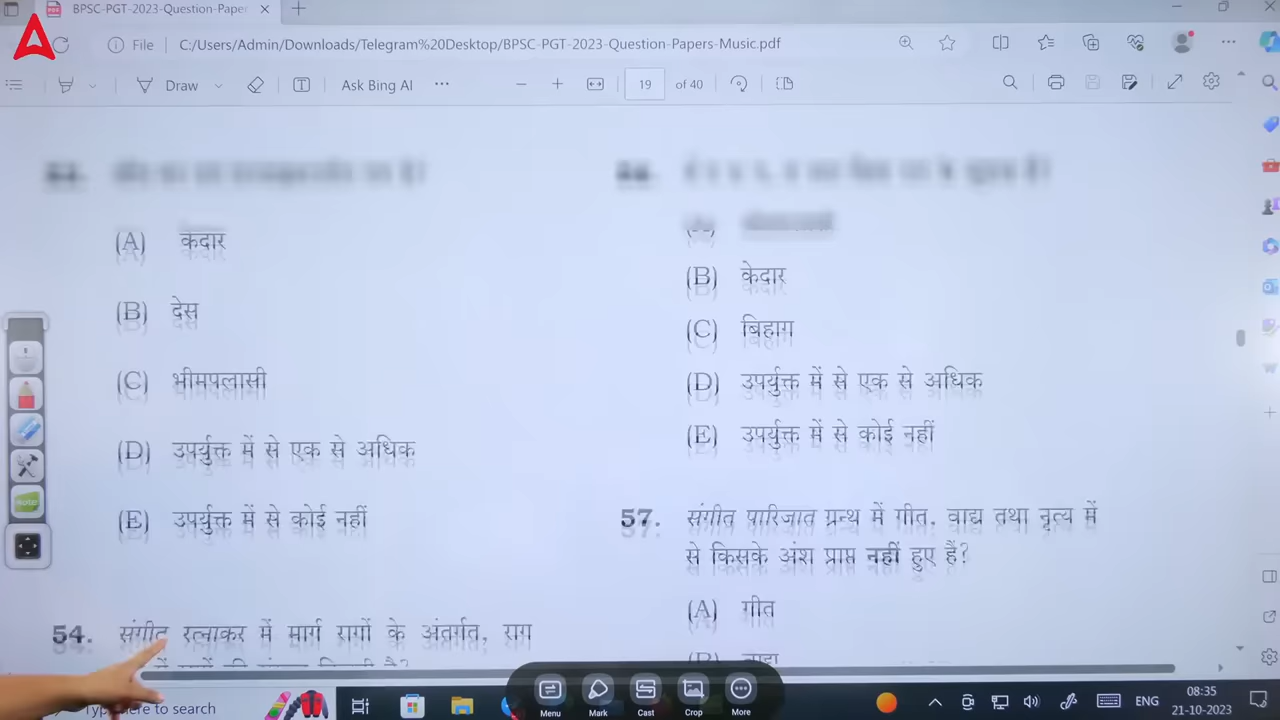 BPSC-PGT-2023-Question-Paper
File C:/Users/Admin/Downloads/Telegram%20Desktop/BPSC-PGT-2023-Question-Papers-Music.pdf
Draw Ask Bing AI 19 of 40
(A) केदार
(B) देस
(C) भीमपलासी
(D) उपर्युक्त में से एक से अधिक
(E) उपर्युक्त में से कोई नहीं
54. संगीत रत्नाकर में मार्ग रागों के अंतर्गत, राग
(B) केदार
(C) बिहाग
(D) उपर्युक्त में से एक से अधिक
(E) उपर्युक्त में से कोई नहीं
57. संगीत पारिजात ग्रन्थ में गीत, वाद्य तथा नृत्य में
से किसके अंश प्राप्त नहीं हुए हैं?
(A) गीत
Menu Mark Cast Crop More
Type here to search
ENG
08:35
21-10-2023